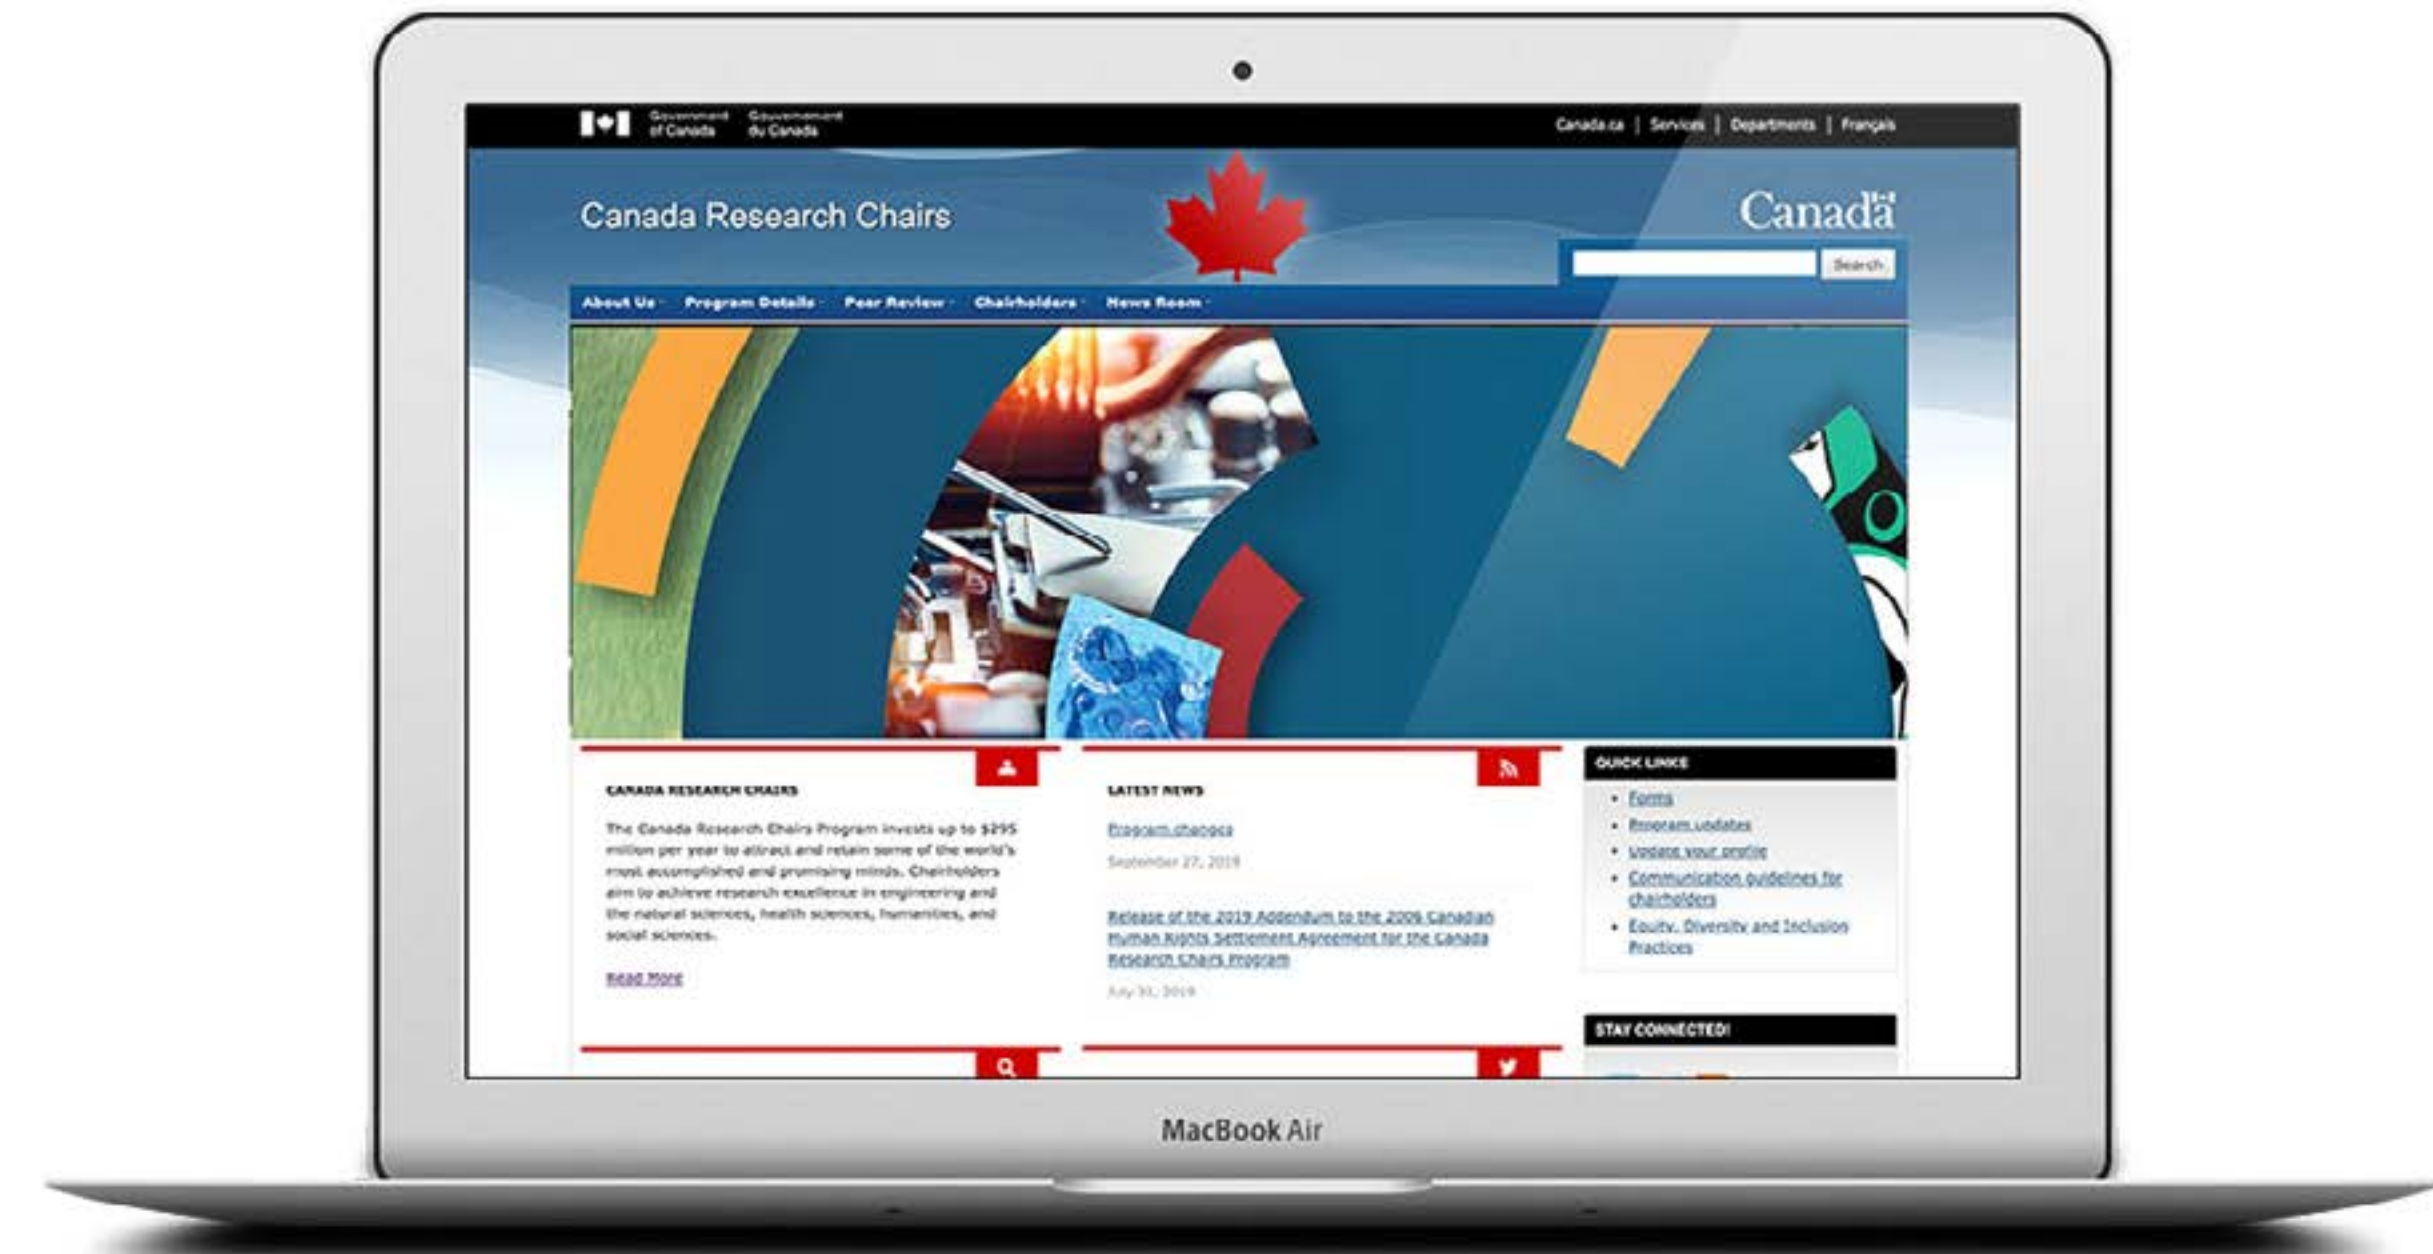 Government
of Canada
Gouvernement
du Canada
Canada.ca | Services | Departments | Français
Canada Research Chairs
Canada
Search
About Us Program Details Peer Review Chairholders News Room
CANADA RESEARCH CHAIRS
The Canada Research Chairs Program invests up to $295
million per year to attract and retain some of the world's
most accomplished and promising minds. Chairholders
aim to achieve research excellence in engineering and
the natural sciences, health sciences, humanities, and
social sciences.
Read More
LATEST NEWS
Program changes
September 27, 2019
Release of the 2019 Addendum to the 2006 Canadian
Human Rights Settlement Agreement for the Canada
Research Chairs Program
July 31, 2019
QUICK LINKS
Forms
Program updates
Update your profile
Communication guidelines for
chairholders
Equity, Diversity and Inclusion
Practices
STAY CONNECTED!
MacBook Air